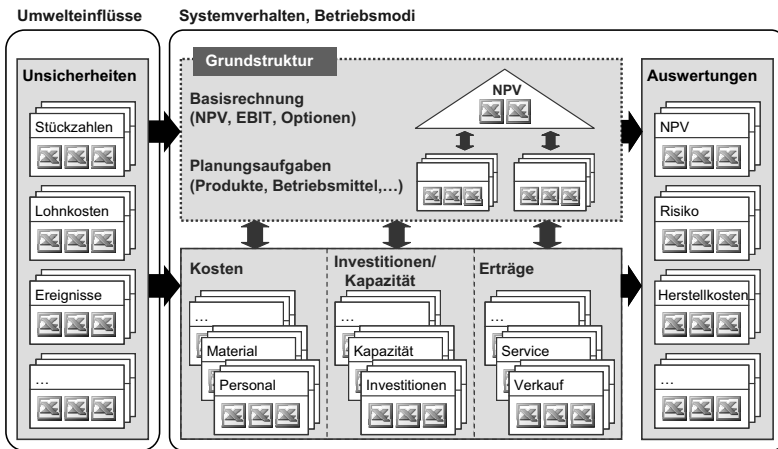 Umwelteinflüsse
Systemverhalten, Betriebsmodi
Unsicherheiten
Stückzahlen
Lohnkosten
Ereignisse
...
Grundstruktur
Basisrechnung
(NPV, EBIT, Optionen)
NPV
Planungsaufgaben
(Produkte, Betriebsmittel,...)
Kosten
...
Material
Personal
Investitionen/
Kapazität
...
Kapazität
Investitionen
Erträge
...
Service
Verkauf
Auswertungen
NPV
Risiko
Herstellkosten
...